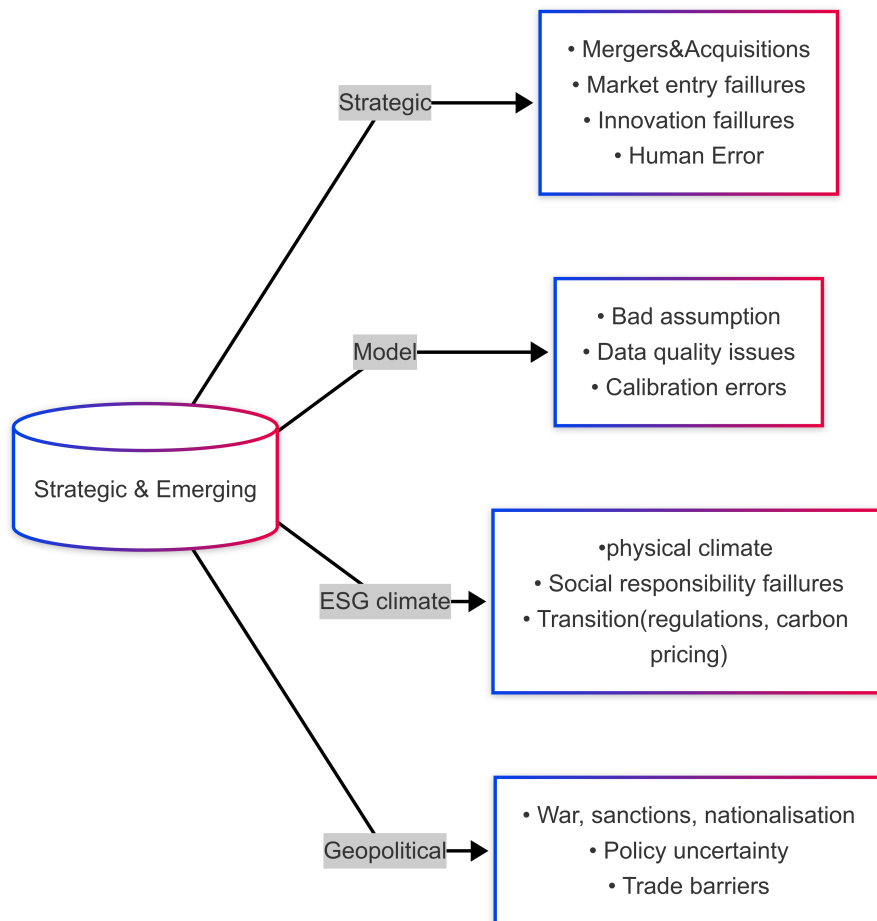 Strategic
• Mergers&Acquisitions
• Market entry faillures
• Innovation faillures
• Human Error
Model
• Bad assumption
• Data quality issues
• Calibration errors
Strategic & Emerging
ESG climate
•physical climate
• Social responsibility faillures
• Transition(regulations, carbon
pricing)
Geopolitical
• War, sanctions, nationalisation
• Policy uncertainty
• Trade barriers